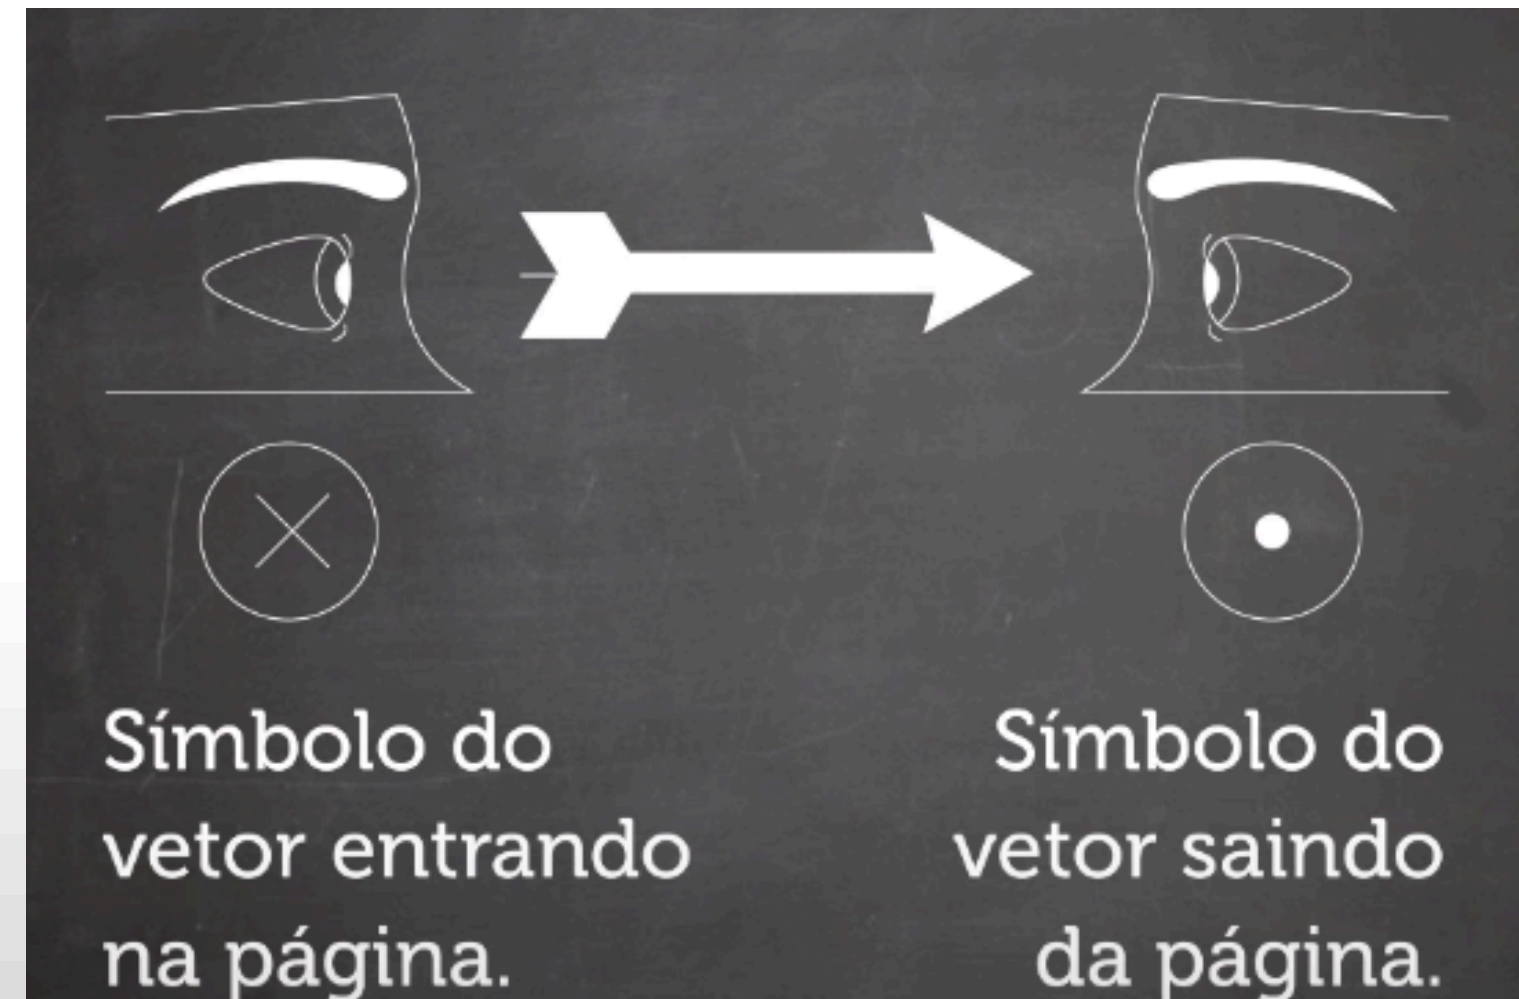 Símbolo do
vetor entrando
na página.
Símbolo do
vetor saindo
da página.